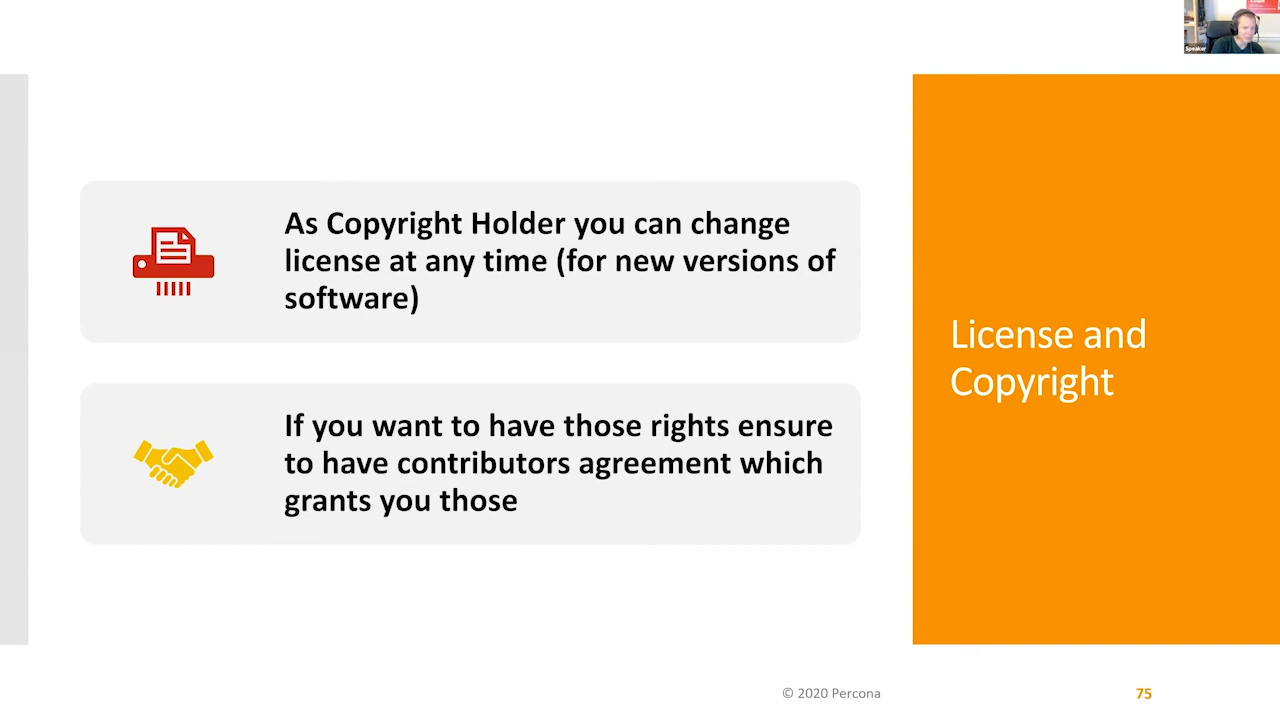 Speaker
As Copyright Holder you can change
license at any time (for new versions of
software)
If you want to have those rights ensure
to have contributors agreement which
grants you those
License and
Copyright
© 2020 Percona
75